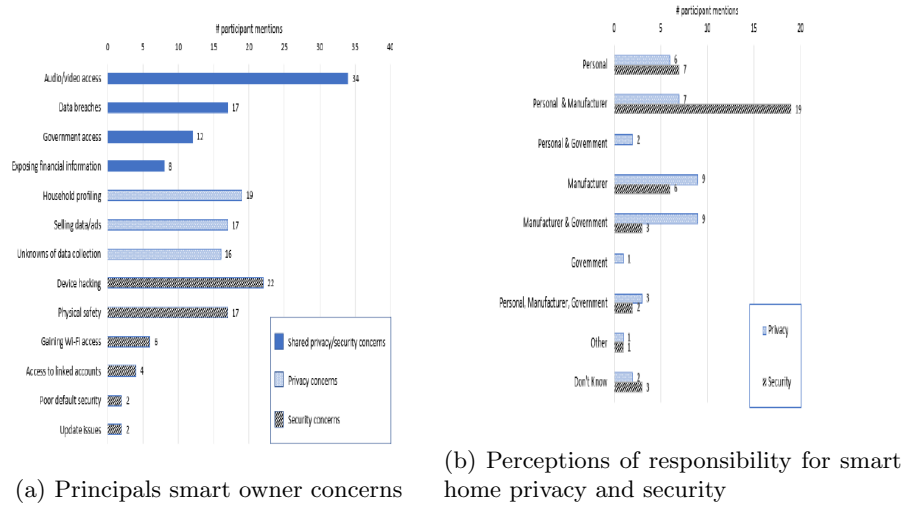 # participant mentions
0 5 10 15 20 25 30 35 40
Audio/video access 34
Data breaches 17
Government access 12
Exposing financial information 8
Household profiling 19
Selling data/ads 17
Unknowns of data collection 16
Device hacking 22
Physical safety 17
Gaining Wi-Fi access 6
Access to linked accounts 4
Poor default security 2
Update issues 2
Shared privacy/security concerns
Privacy concerns
Security concerns
(a) Principals smart owner concerns
# participant mentions
0 5 10 15 20
Personal 6
7
Personal & Manufacturer 7
19
Personal & Government 2
Manufacturer 9
6
Manufacturer & Government 9
3
Government 1
Personal, Manufacturer, Government 3
2
Other 1
1
Don't Know 2
3
Privacy
Security
(b) Perceptions of responsibility for smart
home privacy and security